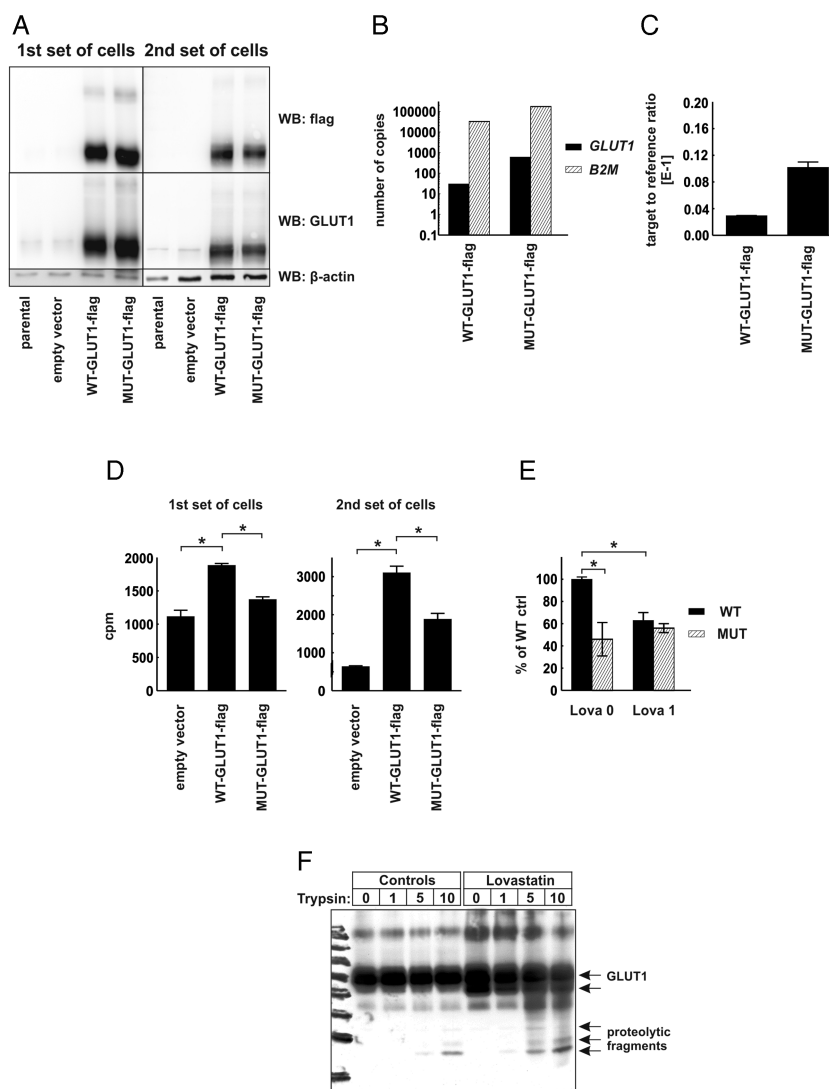 A
1st set of cells 2nd set of cells
WB: flag
WB: GLUT1
WB: β-actin
parental
empty vector
WT-GLUT1-flag
MUT-GLUT1-flag
parental
empty vector
WT-GLUT1-flag
MUT-GLUT1-flag
B
number of copies
100000
10000
1000
100
10
1
0.1
GLUT1
B2M
WT-GLUT1-flag
MUT-GLUT1-flag
C
target to reference ratio
[E-1]
0.20
0.16
0.12
0.08
0.04
0.00
WT-GLUT1-flag
MUT-GLUT1-flag
D
1st set of cells
cpm
2000
1500
1000
500
0
*
*
empty vector
WT-GLUT1-flag
MUT-GLUT1-flag
2nd set of cells
3000
2000
1000
0
*
*
empty vector
WT-GLUT1-flag
MUT-GLUT1-flag
E
% of WT ctrl
100
80
60
40
20
0
*
*
WT
MUT
Lova 0 Lova 1
F
Controls Lovastatin
Trypsin: 0 1 5 10 0 1 5 10
GLUT1
proteolytic
fragments